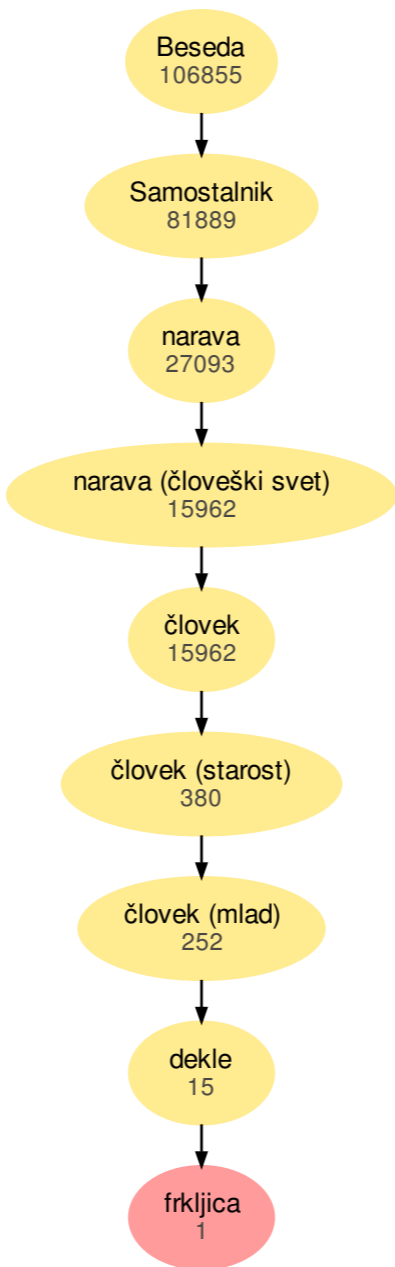 Beseda
106855
Samostalnik
81889
narava
27093
narava (človeški svet)
15962
človek
15962
človek (starost)
380
človek (mlad)
252
dekle
15
frkljica
1